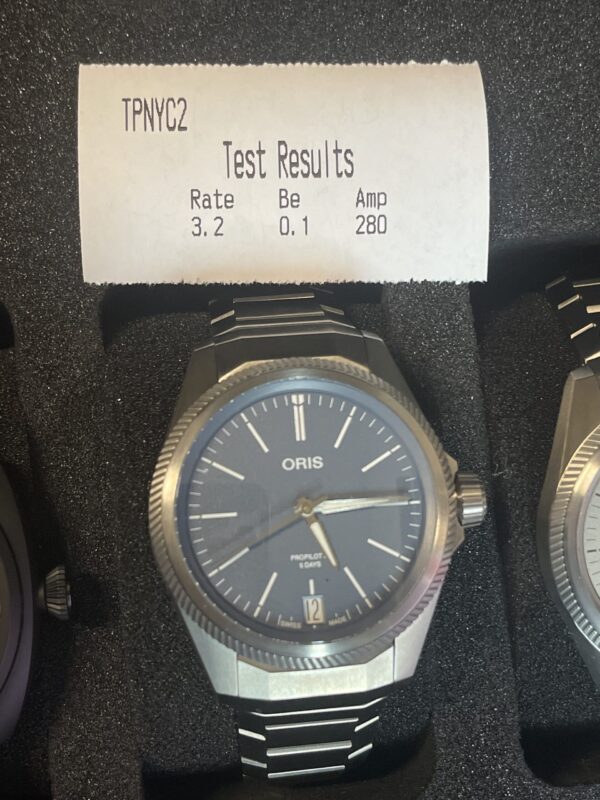 TPNYC2
Test Results
Rate Be Amp
3.2 0.1 280
ORIS
PROPILOT
5 DAYS
12
SWISS MADE